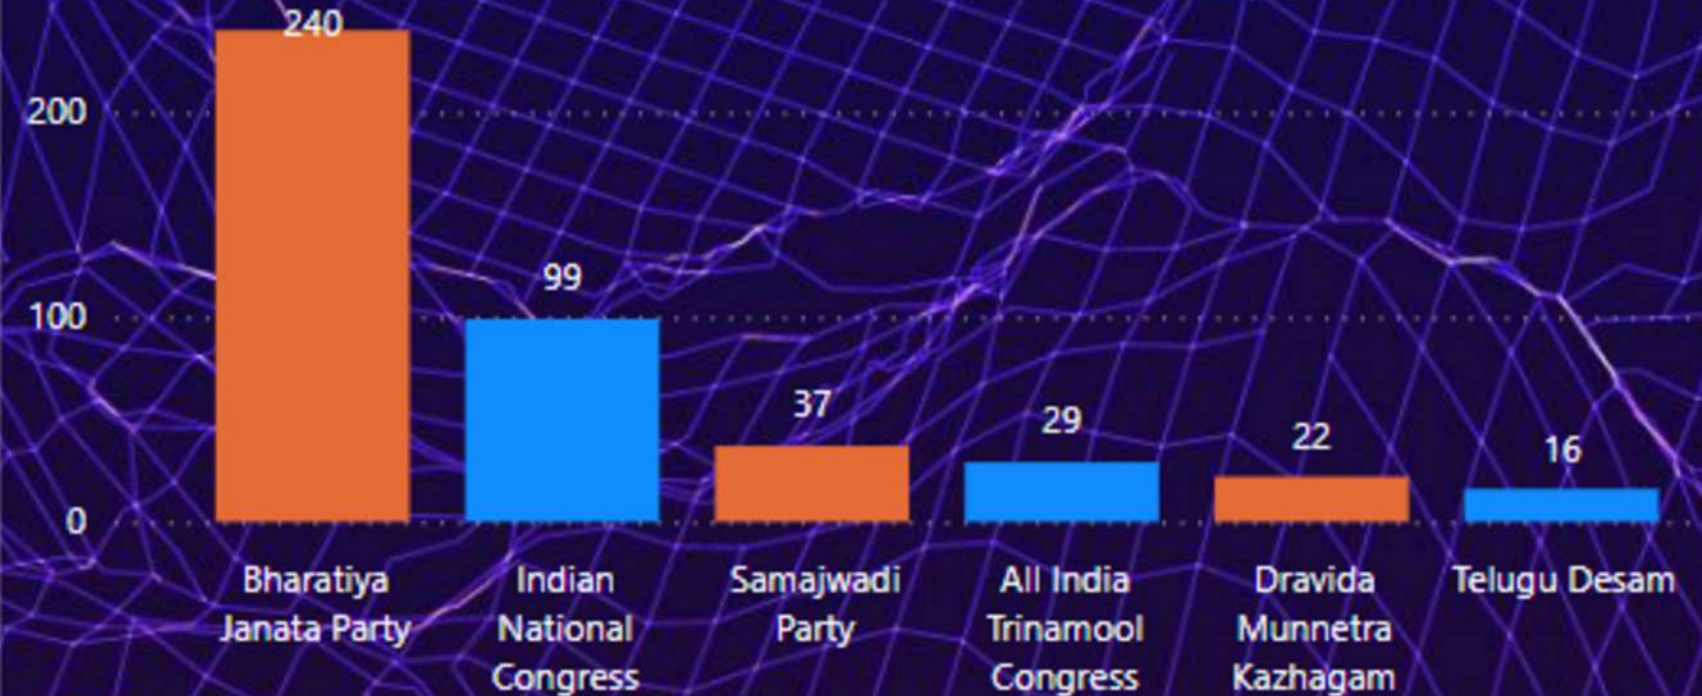 240
200
99
100
37
29
22
16
0
Bharatiya Janata Party
Indian National Congress
Samajwadi Party
All India Trinamool Congress
Dravida Munnetra Kazhagam
Telugu Desam